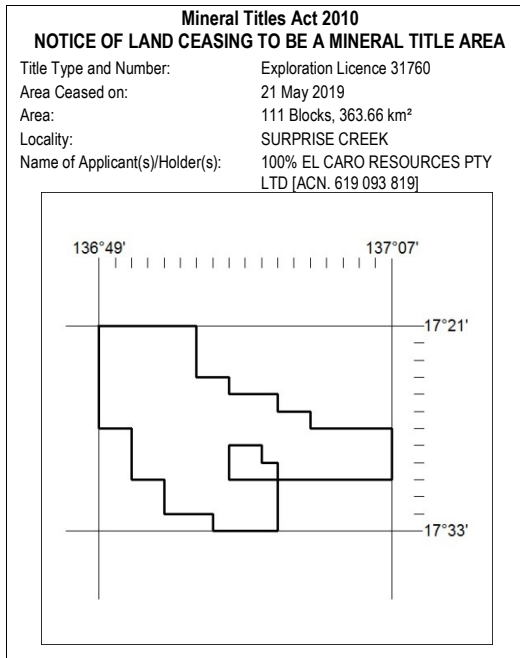 Mineral Titles Act 2010
NOTICE OF LAND CEASING TO BE A MINERAL TITLE AREA
Title Type and Number: Exploration Licence 31760
Area Ceased on: 21 May 2019
Area: 111 Blocks, 363.66 km²
Locality: SURPRISE CREEK
Name of Applicant(s)/Holder(s): 100% EL CARO RESOURCES PTY
LTD [ACN. 619 093 819]
136°49' 137°07'
17°21'
17°33'